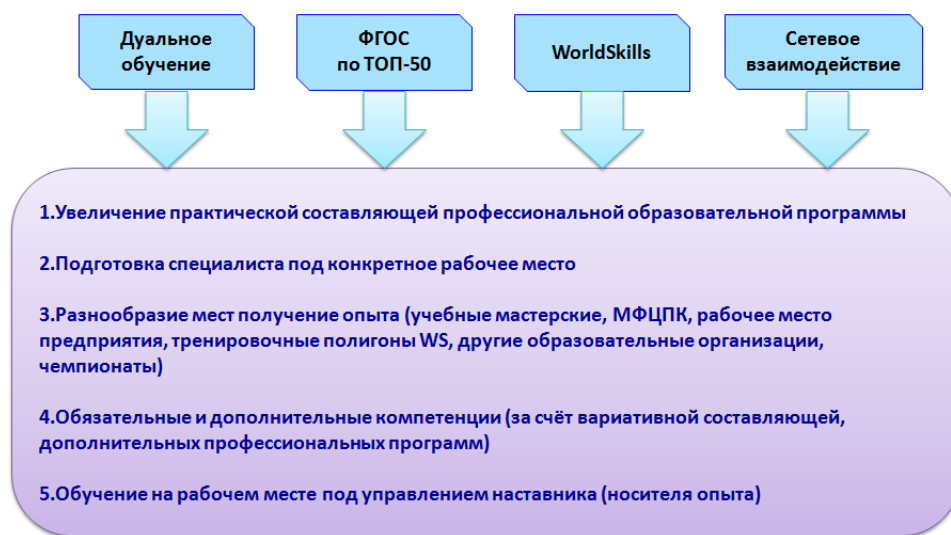 Дуальное
обучение
ФГОС
по ТОП-50
WorldSkills
Сетевое
взаимодействие
1.Увеличение практической составляющей профессиональной образовательной программы
2.Подготовка специалиста под конкретное рабочее место
3.Разнообразие мест получение опыта (учебные мастерские, МФЦПК, рабочее место
предприятия, тренировочные полигоны WS, другие образовательные организации,
чемпионаты)
4.Обязательные и дополнительные компетенции (за счёт вариативной составляющей,
дополнительных профессиональных программ)
5.Обучение на рабочем месте под управлением наставника (носителя опыта)